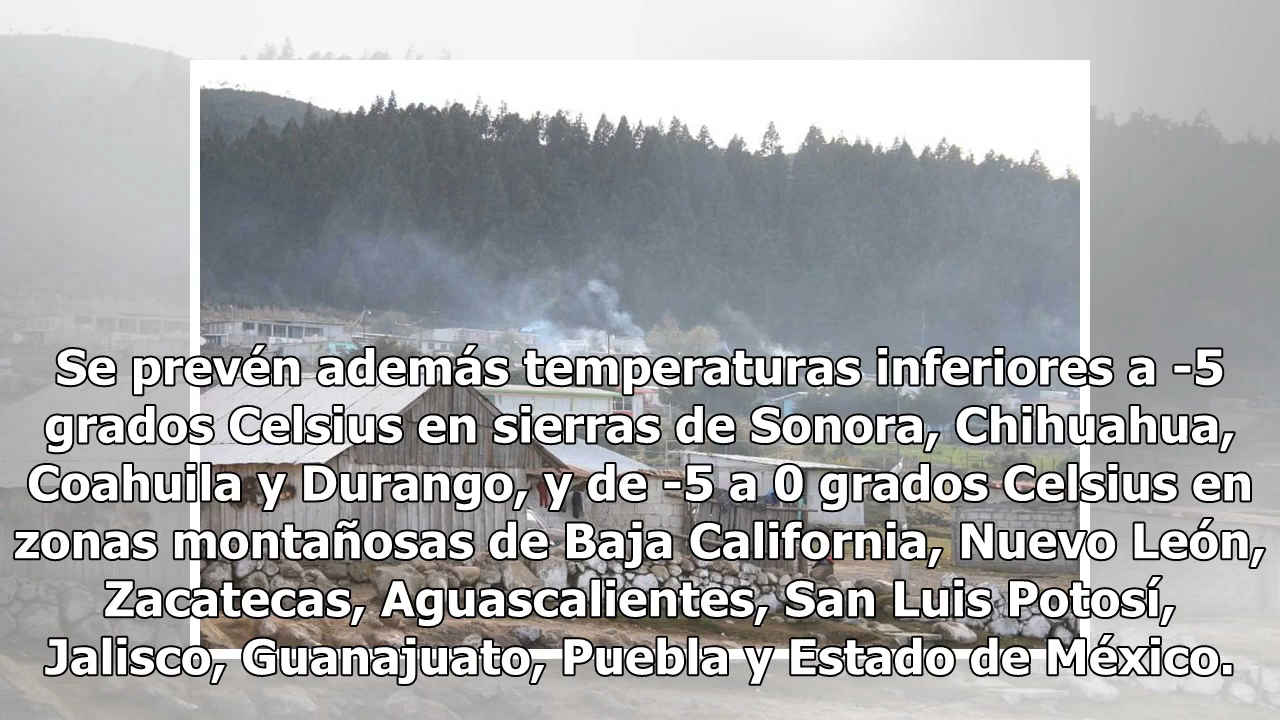 Se prevén además temperaturas inferiores a -5
grados Celsius en sierras de Sonora, Chihuahua,
Coahuila y Durango, y de -5 a 0 grados Celsius en
zonas montañosas de Baja California, Nuevo León,
Zacatecas, Aguascalientes, San Luis Potosí,
Jalisco, Guanajuato, Puebla y Estado de México.